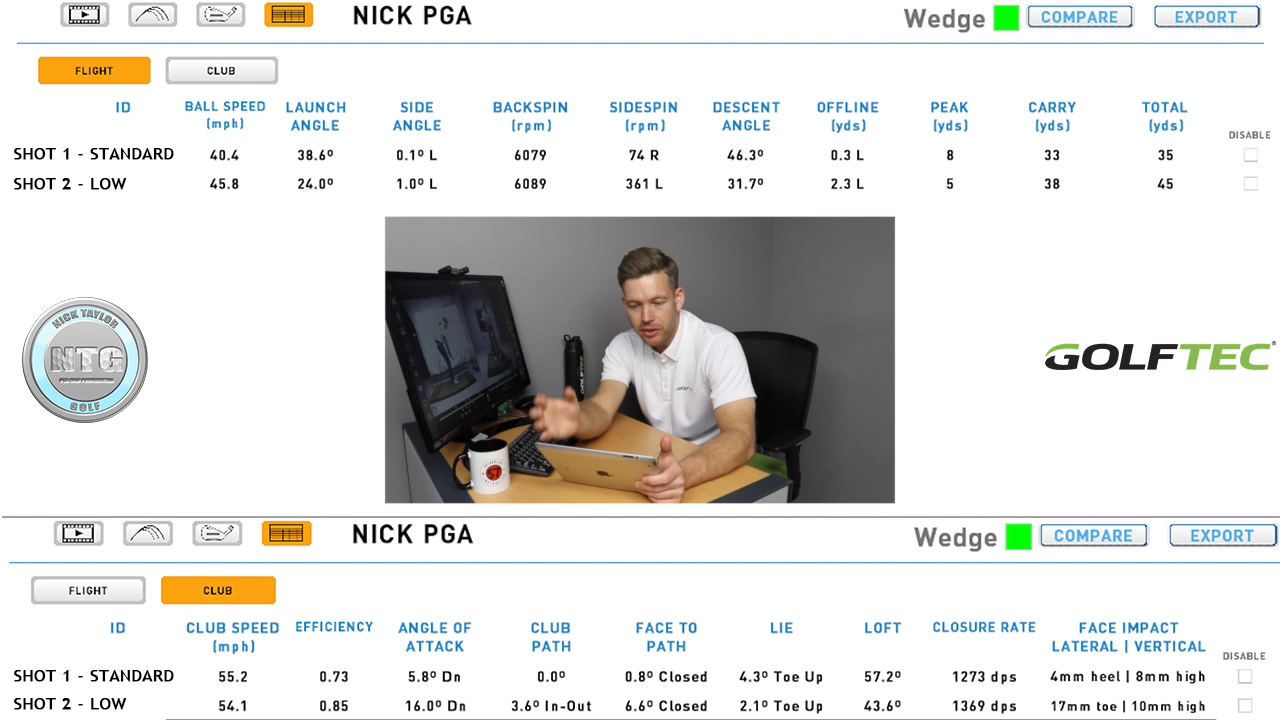 NICK PGA
Wedge COMPARE EXPORT
FLIGHT CLUB
ID BALL SPEED (mph) LAUNCH ANGLE SIDE ANGLE BACKSPIN (rpm) SIDESPIN (rpm) DESCENT ANGLE OFFLINE (yds) PEAK (yds) CARRY (yds) TOTAL (yds) DISABLE
SHOT 1 - STANDARD 40.4 38.6º 0.1º L 6079 74 R 46.3º 0.3 L 8 33 35
SHOT 2 - LOW 45.8 24.0º 1.0º L 6089 361 L 31.7º 2.3 L 5 38 45
NICK TAYLOR
NTG
GOLF
GOLFTEC
GOLFTEC®
NICK PGA
Wedge COMPARE EXPORT
FLIGHT CLUB
ID CLUB SPEED (mph) EFFICIENCY ANGLE OF ATTACK CLUB PATH FACE TO PATH LIE LOFT CLOSURE RATE FACE IMPACT LATERAL | VERTICAL DISABLE
SHOT 1 - STANDARD 55.2 0.73 5.8º Dn 0.0º 0.8º Closed 4.3º Toe Up 57.2º 1273 dps 4mm heel | 8mm high
SHOT 2 - LOW 54.1 0.85 16.0º Dn 3.6º In-Out 6.6º Closed 2.1º Toe Up 43.6º 1369 dps 17mm toe | 10mm high